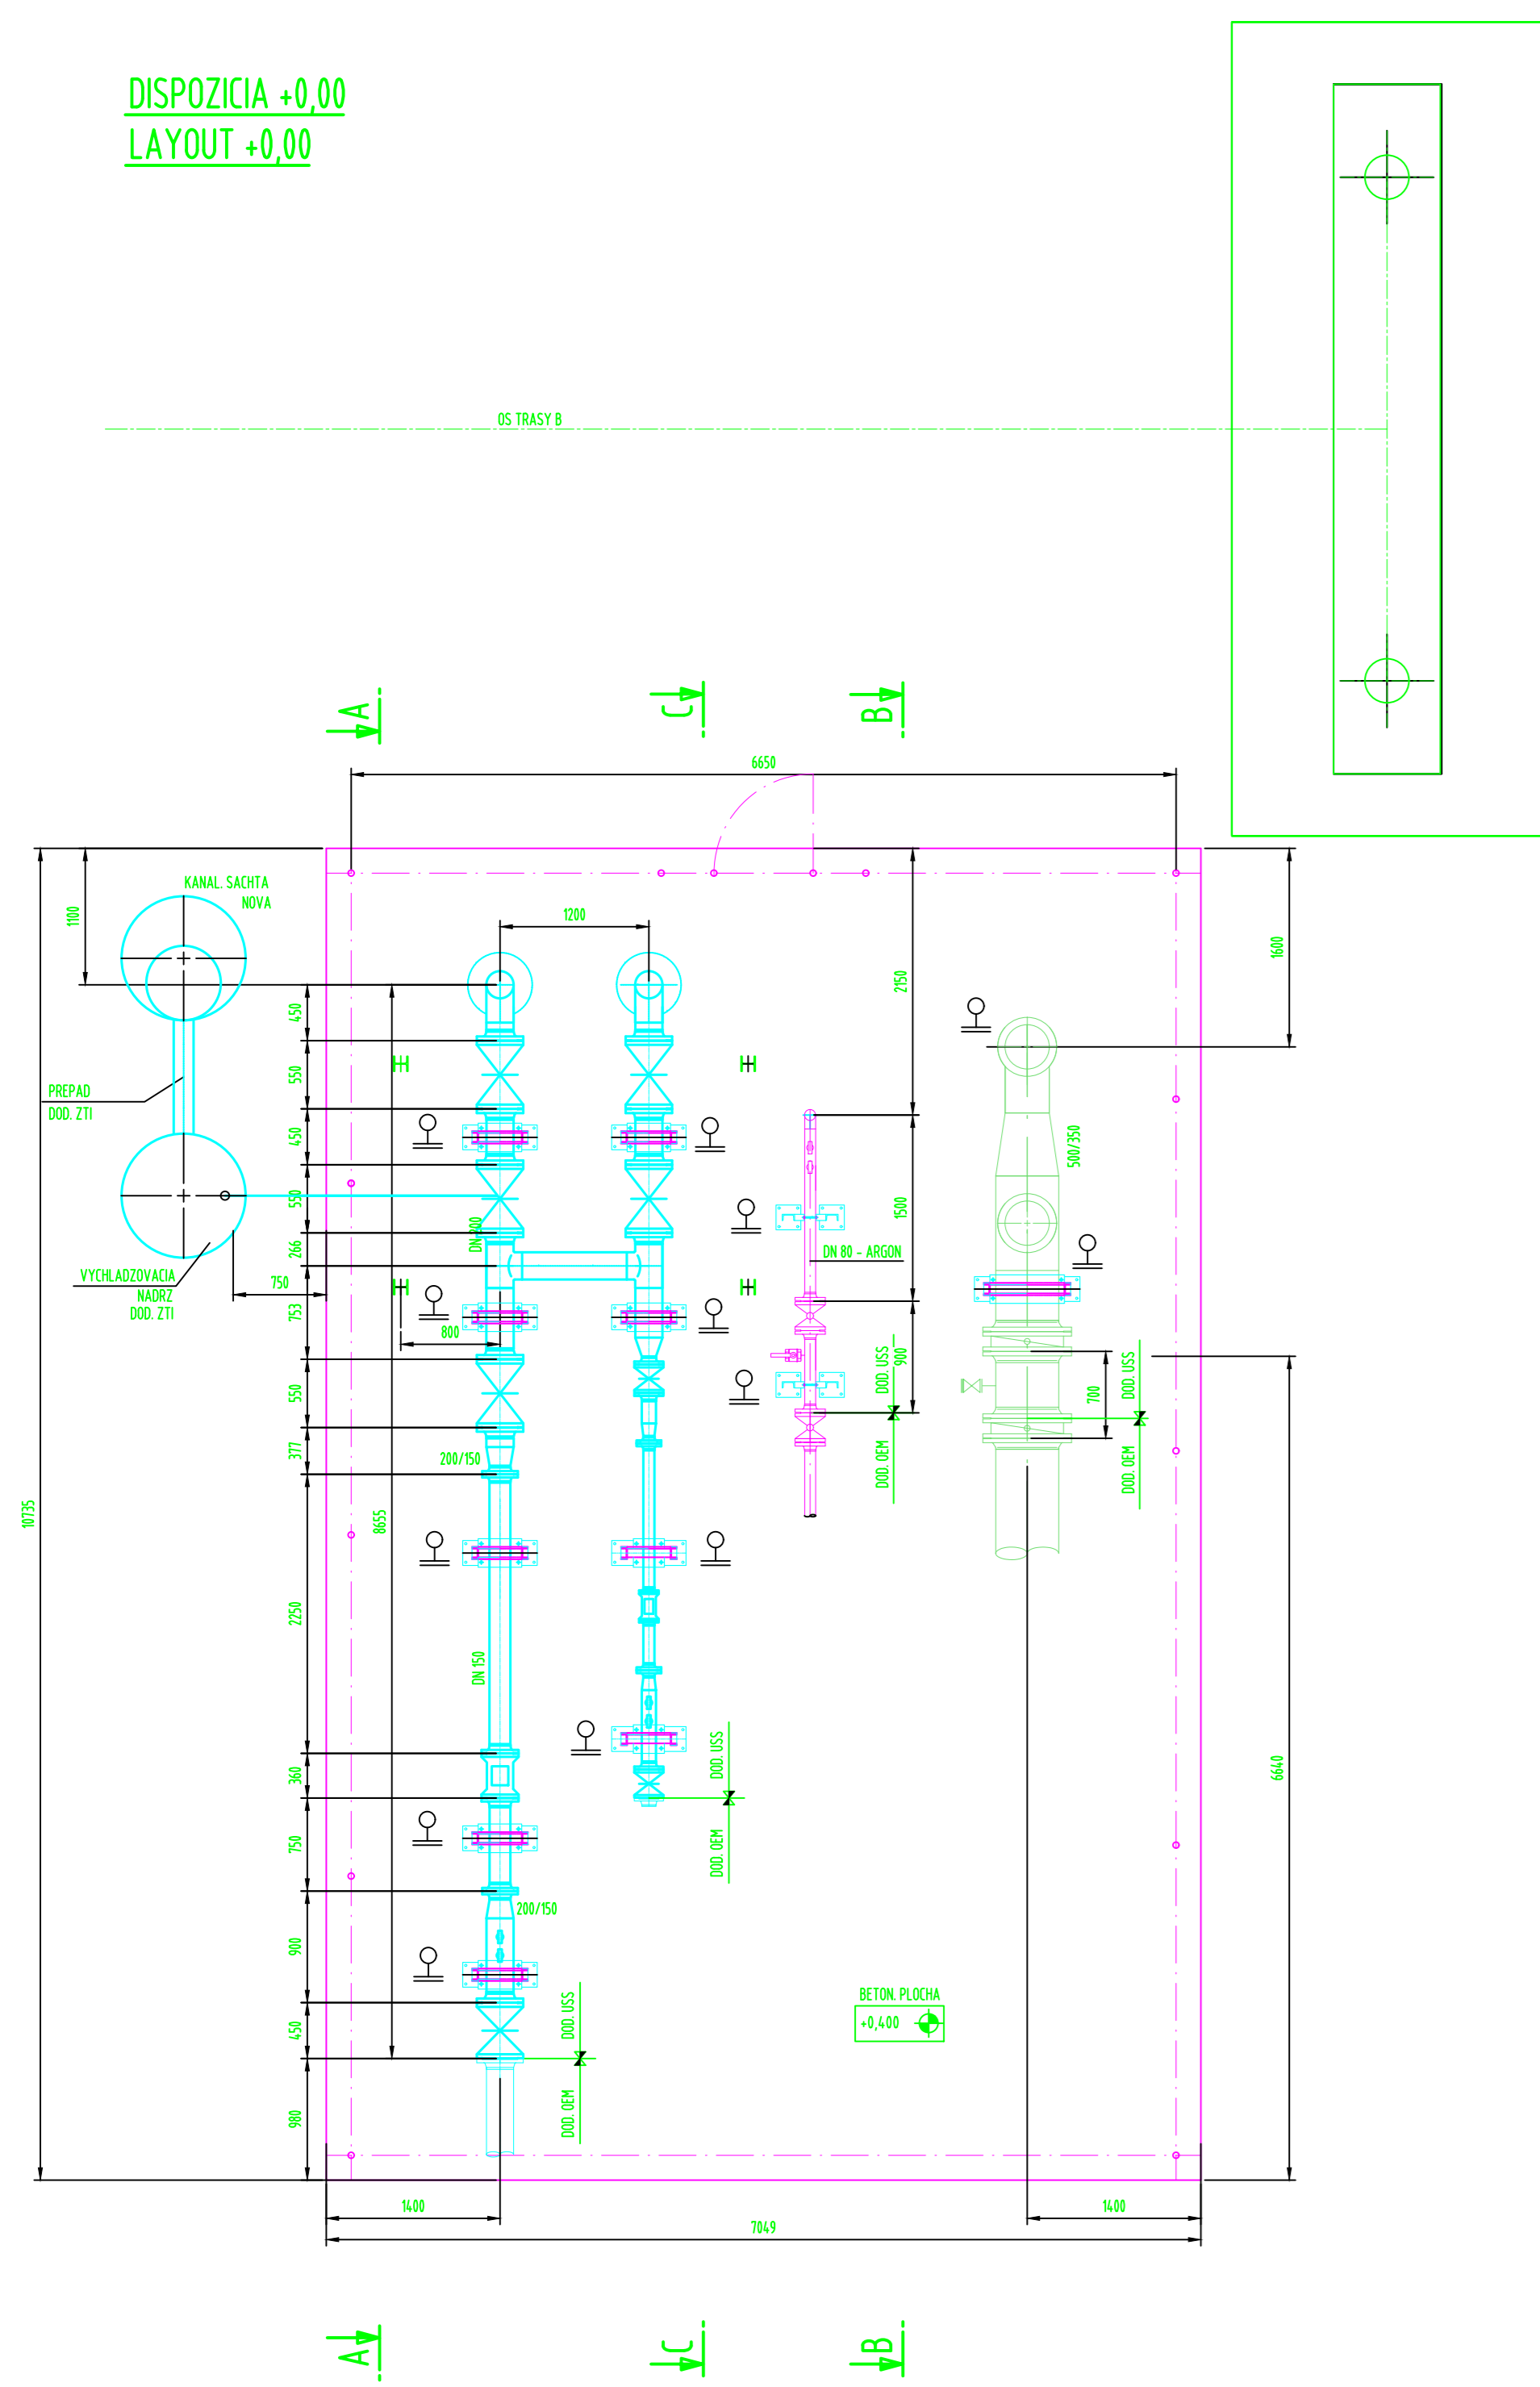 DISPOZICIA +0,00
LAYOUT +0,00
OS TRASY B
A
C
B
6650
KANAL. SACHTA
NOVA
1100
1200
2150
1600
450
550
H
H
PREPAD
DOD. ZTI
450
500/350
550
1500
DN 200
266
DN 80 - ARGON
VYCHLADZOVACIA
NADRZ
DOD. ZTI
750
H
H
753
800
DOD. USS
900
DOD. USS
700
550
377
200/150
DOD. OEM
DOD. OEM
10735
8655
2250
DN 150
360
DOD. USS
6640
750
DOD. OEM
200/150
900
BETON. PLOCHA
+0,400
450
DOD. USS
980
DOD. OEM
1400
1400
7049
A
C
B